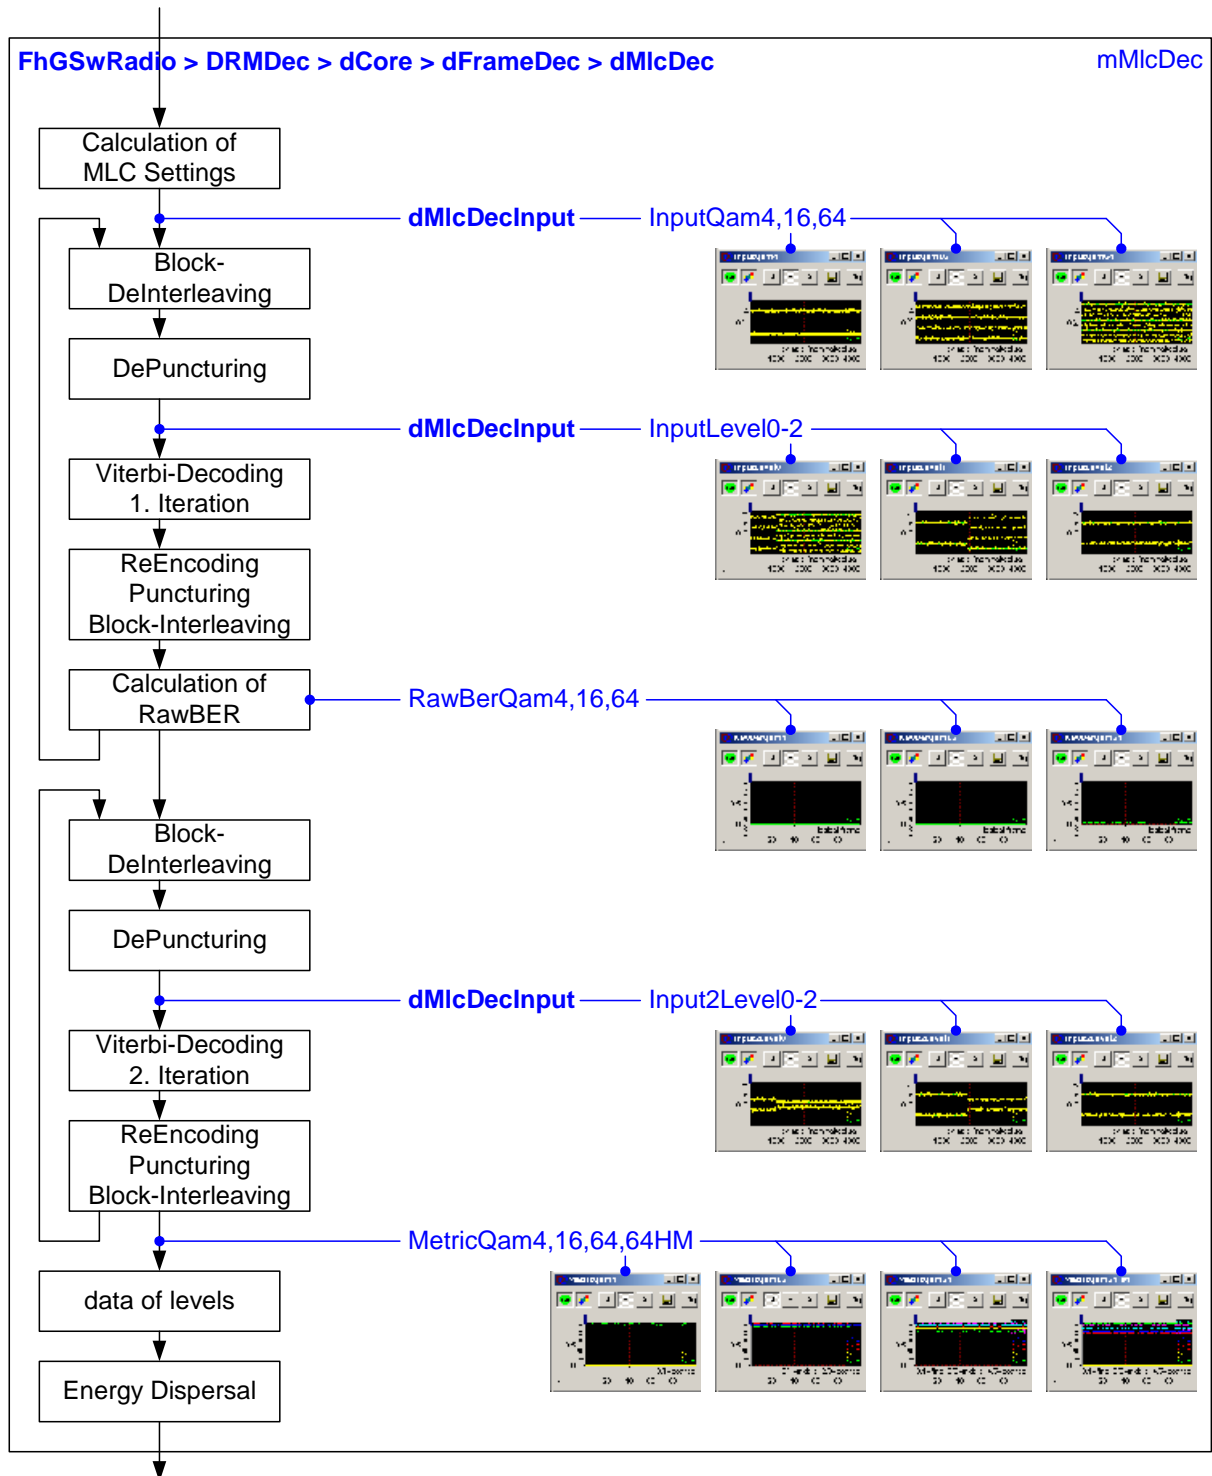 FhGSwRadio > DRMDec > dCore > dFrameDec > dMlcDec
mMlcDec
Calculation of
MLC Settings
dMlcDecInput
InputQam4,16,64
Block-
DeInterleaving
DePuncturing
dMlcDecInput
InputLevel0-2
Viterbi-Decoding
1. Iteration
ReEncoding
Puncturing
Block-Interleaving
Calculation of
RawBER
RawBerQam4,16,64
Block-
DeInterleaving
DePuncturing
dMlcDecInput
Input2Level0-2
Viterbi-Decoding
2. Iteration
ReEncoding
Puncturing
Block-Interleaving
MetricQam4,16,64,64HM
data of levels
Energy Dispersal